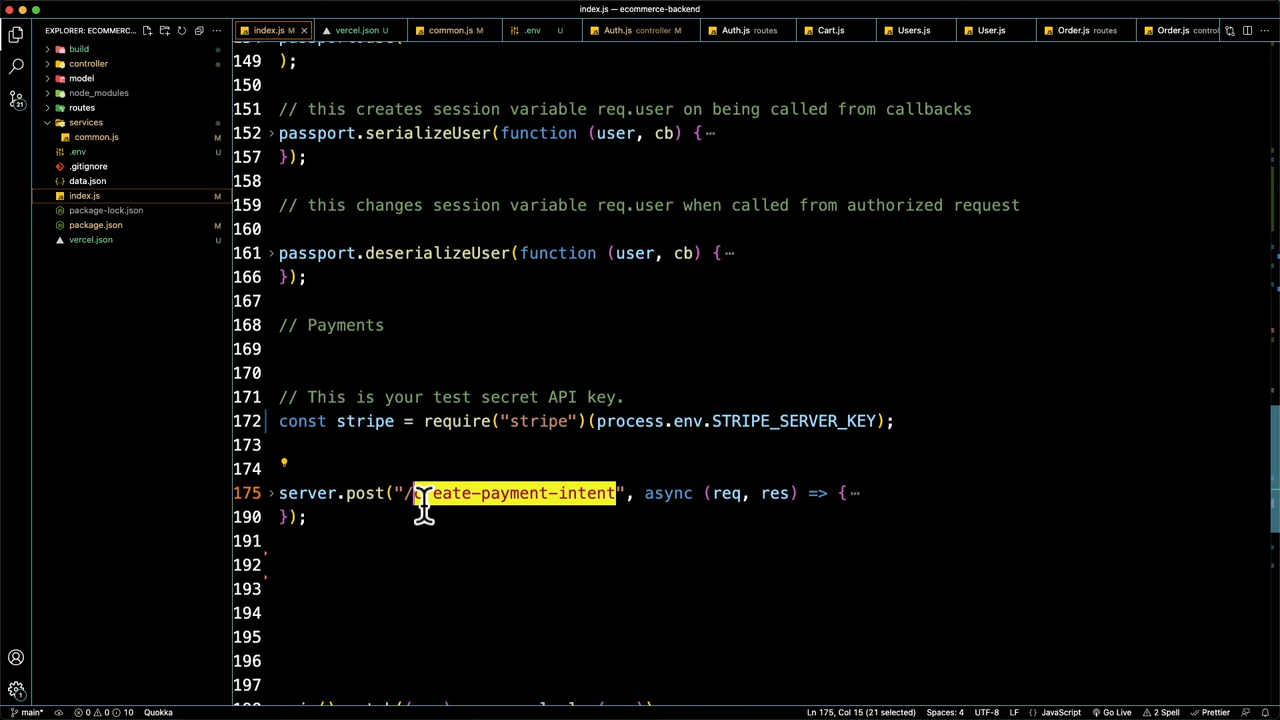 index.js — ecommerce-backend
EXPLORER: ECOMMERC...
index.js M
vercel.json U
common.js M
.env U
Auth.js controller M
Auth.js routes
Cart.js
Users.js
User.js
Order.js routes
Order.js control
build
controller
model
node_modules
routes
services
common.js M
.env U
.gitignore
data.json
index.js M
package-lock.json
package.json M
vercel.json U
21
1
149 );
150
151 // this creates session variable req.user on being called from callbacks
152 passport.serializeUser(function (user, cb) {⋯
157 });
158
159 // this changes session variable req.user when called from authorized request
160
161 passport.deserializeUser(function (user, cb) {⋯
166 });
167
168 // Payments
169
170
171 // This is your test secret API key.
172 const stripe = require("stripe")(process.env.STRIPE_SERVER_KEY);
173
174
175 server.post("/create-payment-intent", async (req, res) => {⋯
190 });
191
192
193
194
195
196
197
main* 0 0 10 Quokka
Ln 175, Col 15 (21 selected) Spaces: 4 UTF-8 LF {} JavaScript Go Live 2 Spell Prettier